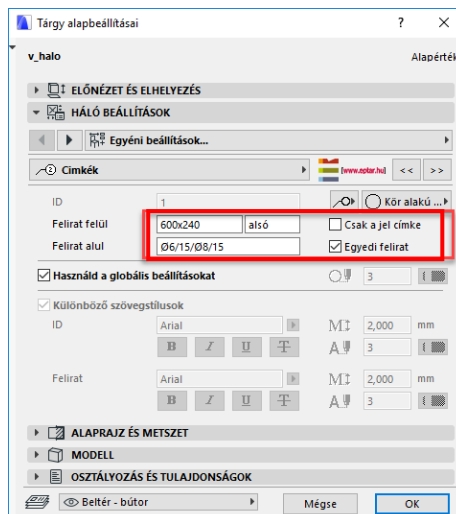 Tárgy alapbeállításai ? ×
v_halo Alapérték
ELŐNÉZET ÉS ELHELYEZÉS
HÁLÓ BEÁLLÍTÁSOK
Egyéni beállítások...
Címkék [www.eptar.hu] << >>
ID 1 Kör alakú ...
Felirat felül 600x240 alsó Csak a jel címke
Felirat alul Ø6/15/Ø8/15 Egyedi felirat
Használd a globális beállításokat 3
Különböző szövegstílusok
ID Arial M 2,000 mm
B I U T A 3
Felirat Arial M 2,000 mm
B I U T A 3
ALAPRAJZ ÉS METSZET
MODELL
OSZTÁLYOZÁS ÉS TULAJDONSÁGOK
Beltér - bútor Mégse OK